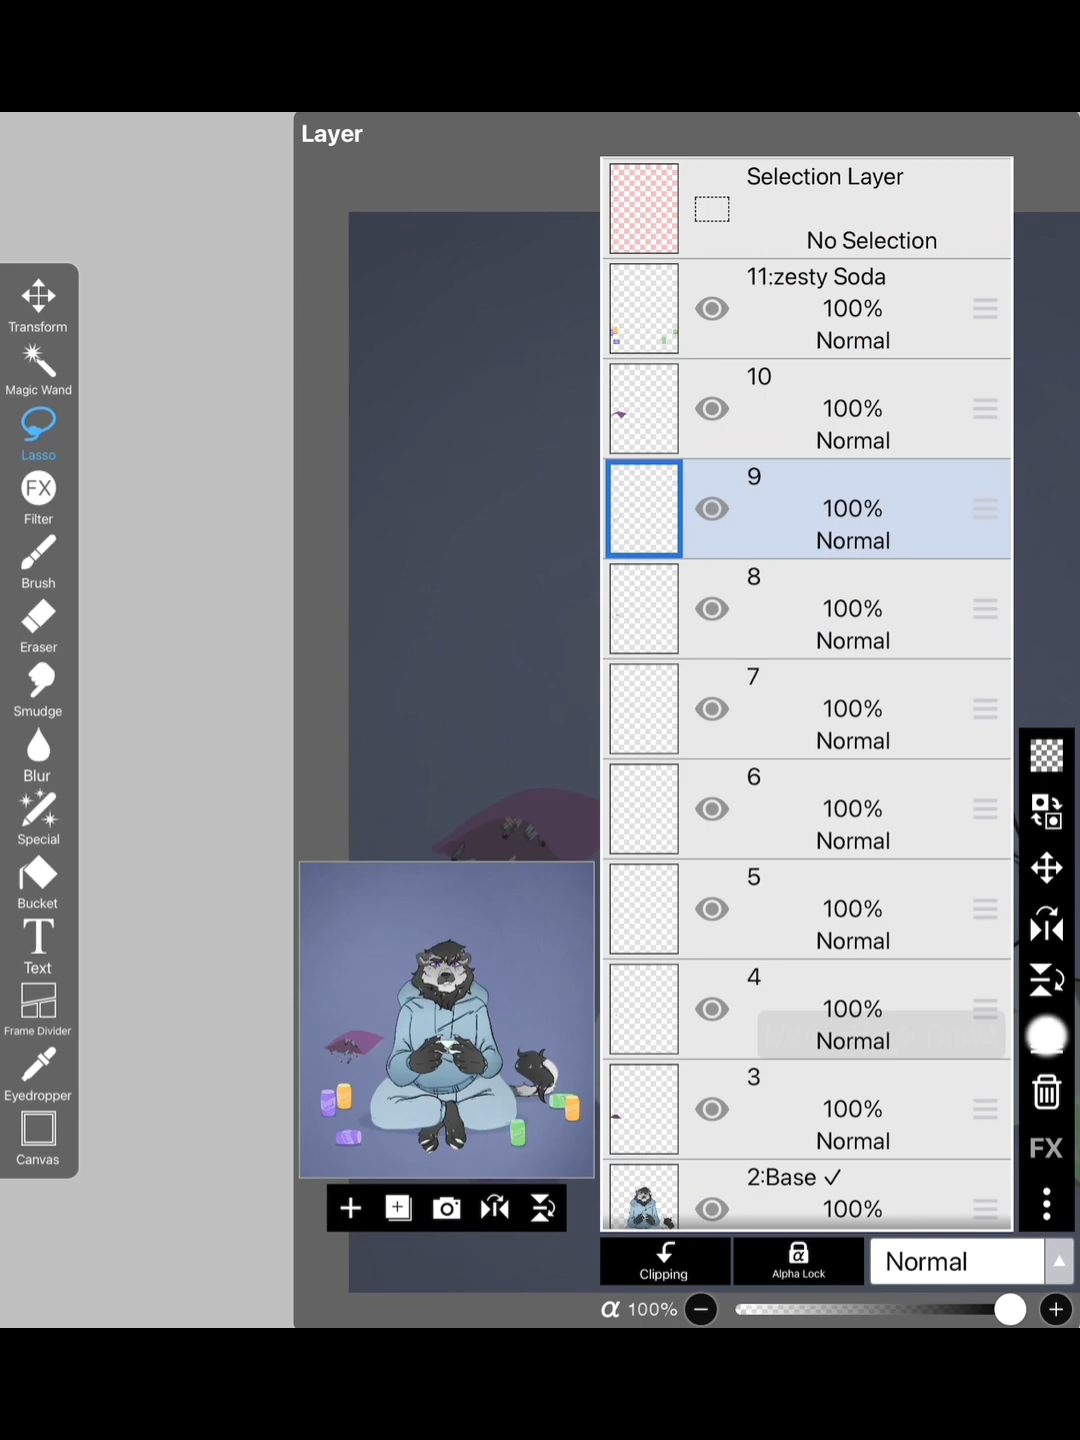 Layer
Selection Layer
No Selection
11:zesty Soda
100%
Normal
10
100%
Normal
9
100%
Normal
8
100%
Normal
7
100%
Normal
6
100%
Normal
5
100%
Normal
4
100%
Normal
3
100%
Normal
2:Base ✓
100%
Transform
Magic Wand
Lasso
FX
Filter
Brush
Eraser
Smudge
Blur
Special
Bucket
T
Text
Frame Divider
Eyedropper
Canvas
FX
Clipping
α
Alpha Lock
Normal
α 100%